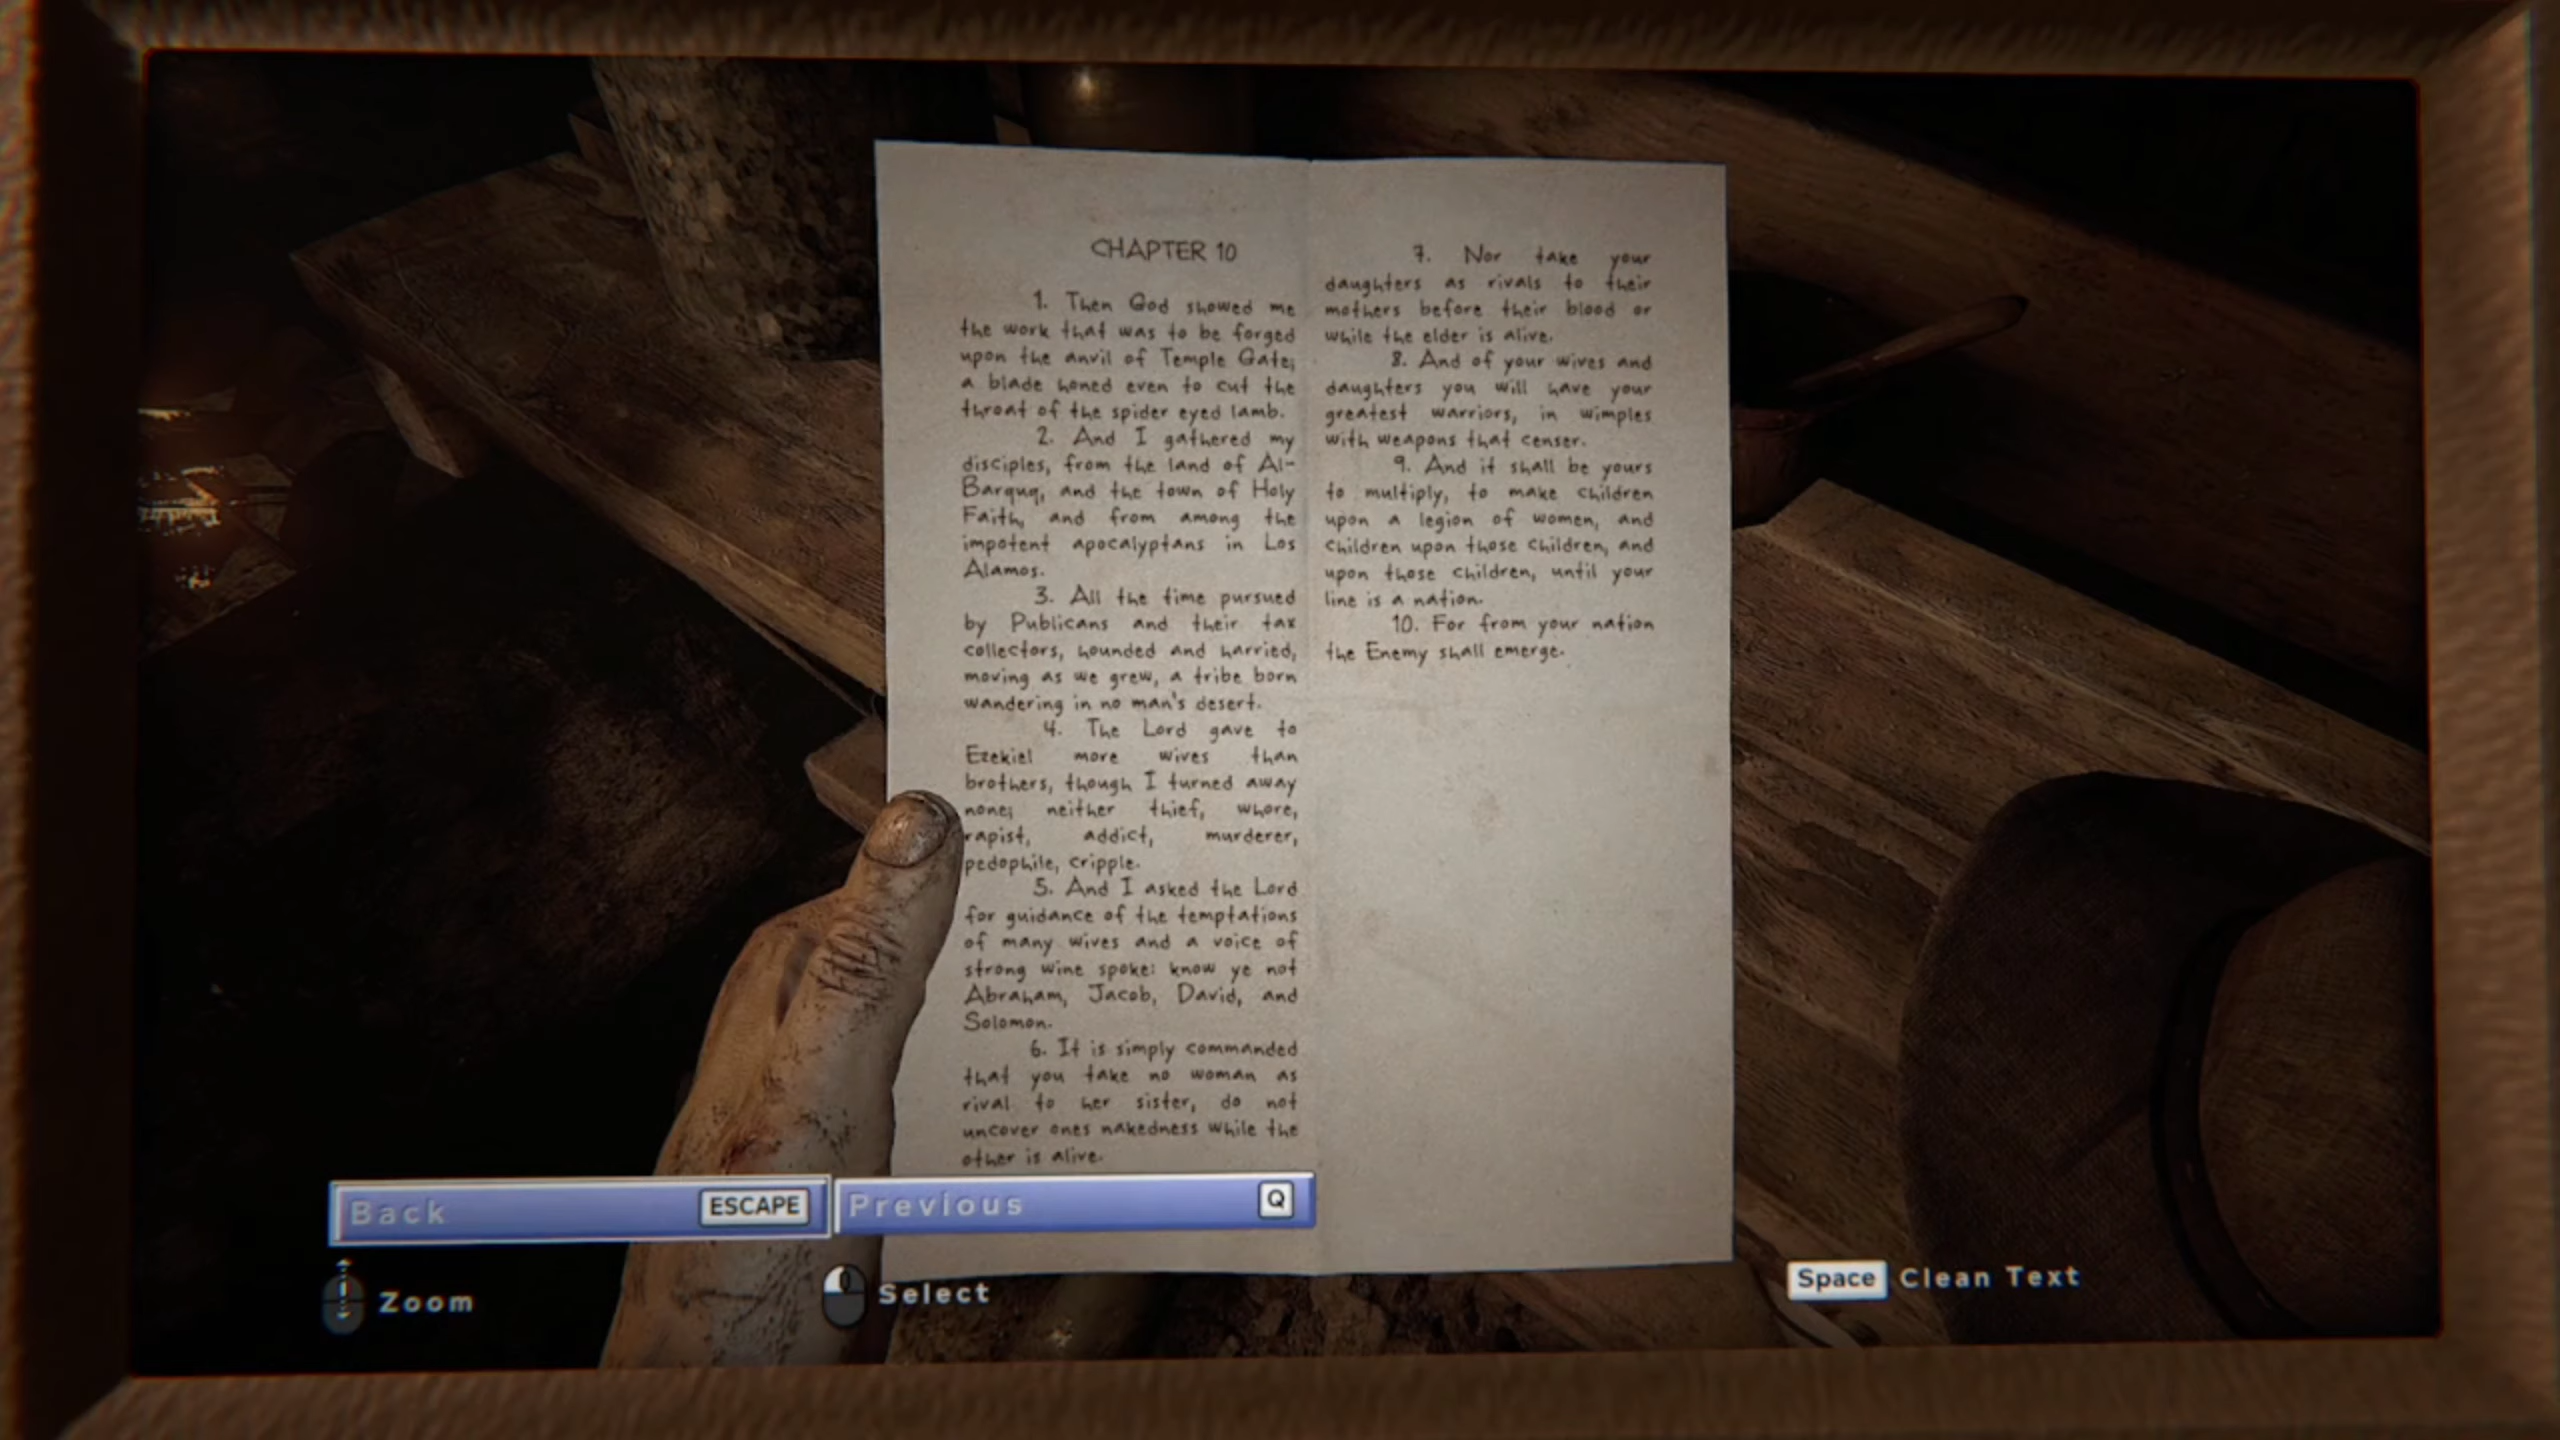 CHAPTER 10
1. Then God showed me
the work that was to be forged
upon the anvil of Temple Gate;
a blade honed even to cut the
throat of the spider eyed lamb.
2. And I gathered my
disciples, from the land of Al-
Barquq, and the town of Holy
Faith, and from among the
impotent apocalyptans in Los
Alamos.
3. All the time pursued
by Publicans and their tax
collectors, hounded and harried,
moving as we grew, a tribe born
wandering in no man's desert.
4. The Lord gave to
Ezekiel more wives than
brothers, though I turned away
none; neither thief, whore,
rapist, addict, murderer,
pedophile, cripple.
5. And I asked the Lord
for guidance of the temptations
of many wives and a voice of
strong wine spoke: know ye not
Abraham, Jacob, David, and
Solomon.
6. It is simply commanded
that you take no woman as
rival to her sister, do not
uncover ones nakedness while the
other is alive.
7. Nor take your
daughters as rivals to their
mothers before their blood or
while the elder is alive.
8. And of your wives and
daughters you will have your
greatest warriors, in wimples
with weapons that censer.
9. And it shall be yours
to multiply, to make children
upon a legion of women, and
children upon those children, and
upon those children, until your
line is a nation.
10. For from your nation
the Enemy shall emerge.
Back ESCAPE Previous Q
Zoom Select Space Clean Text